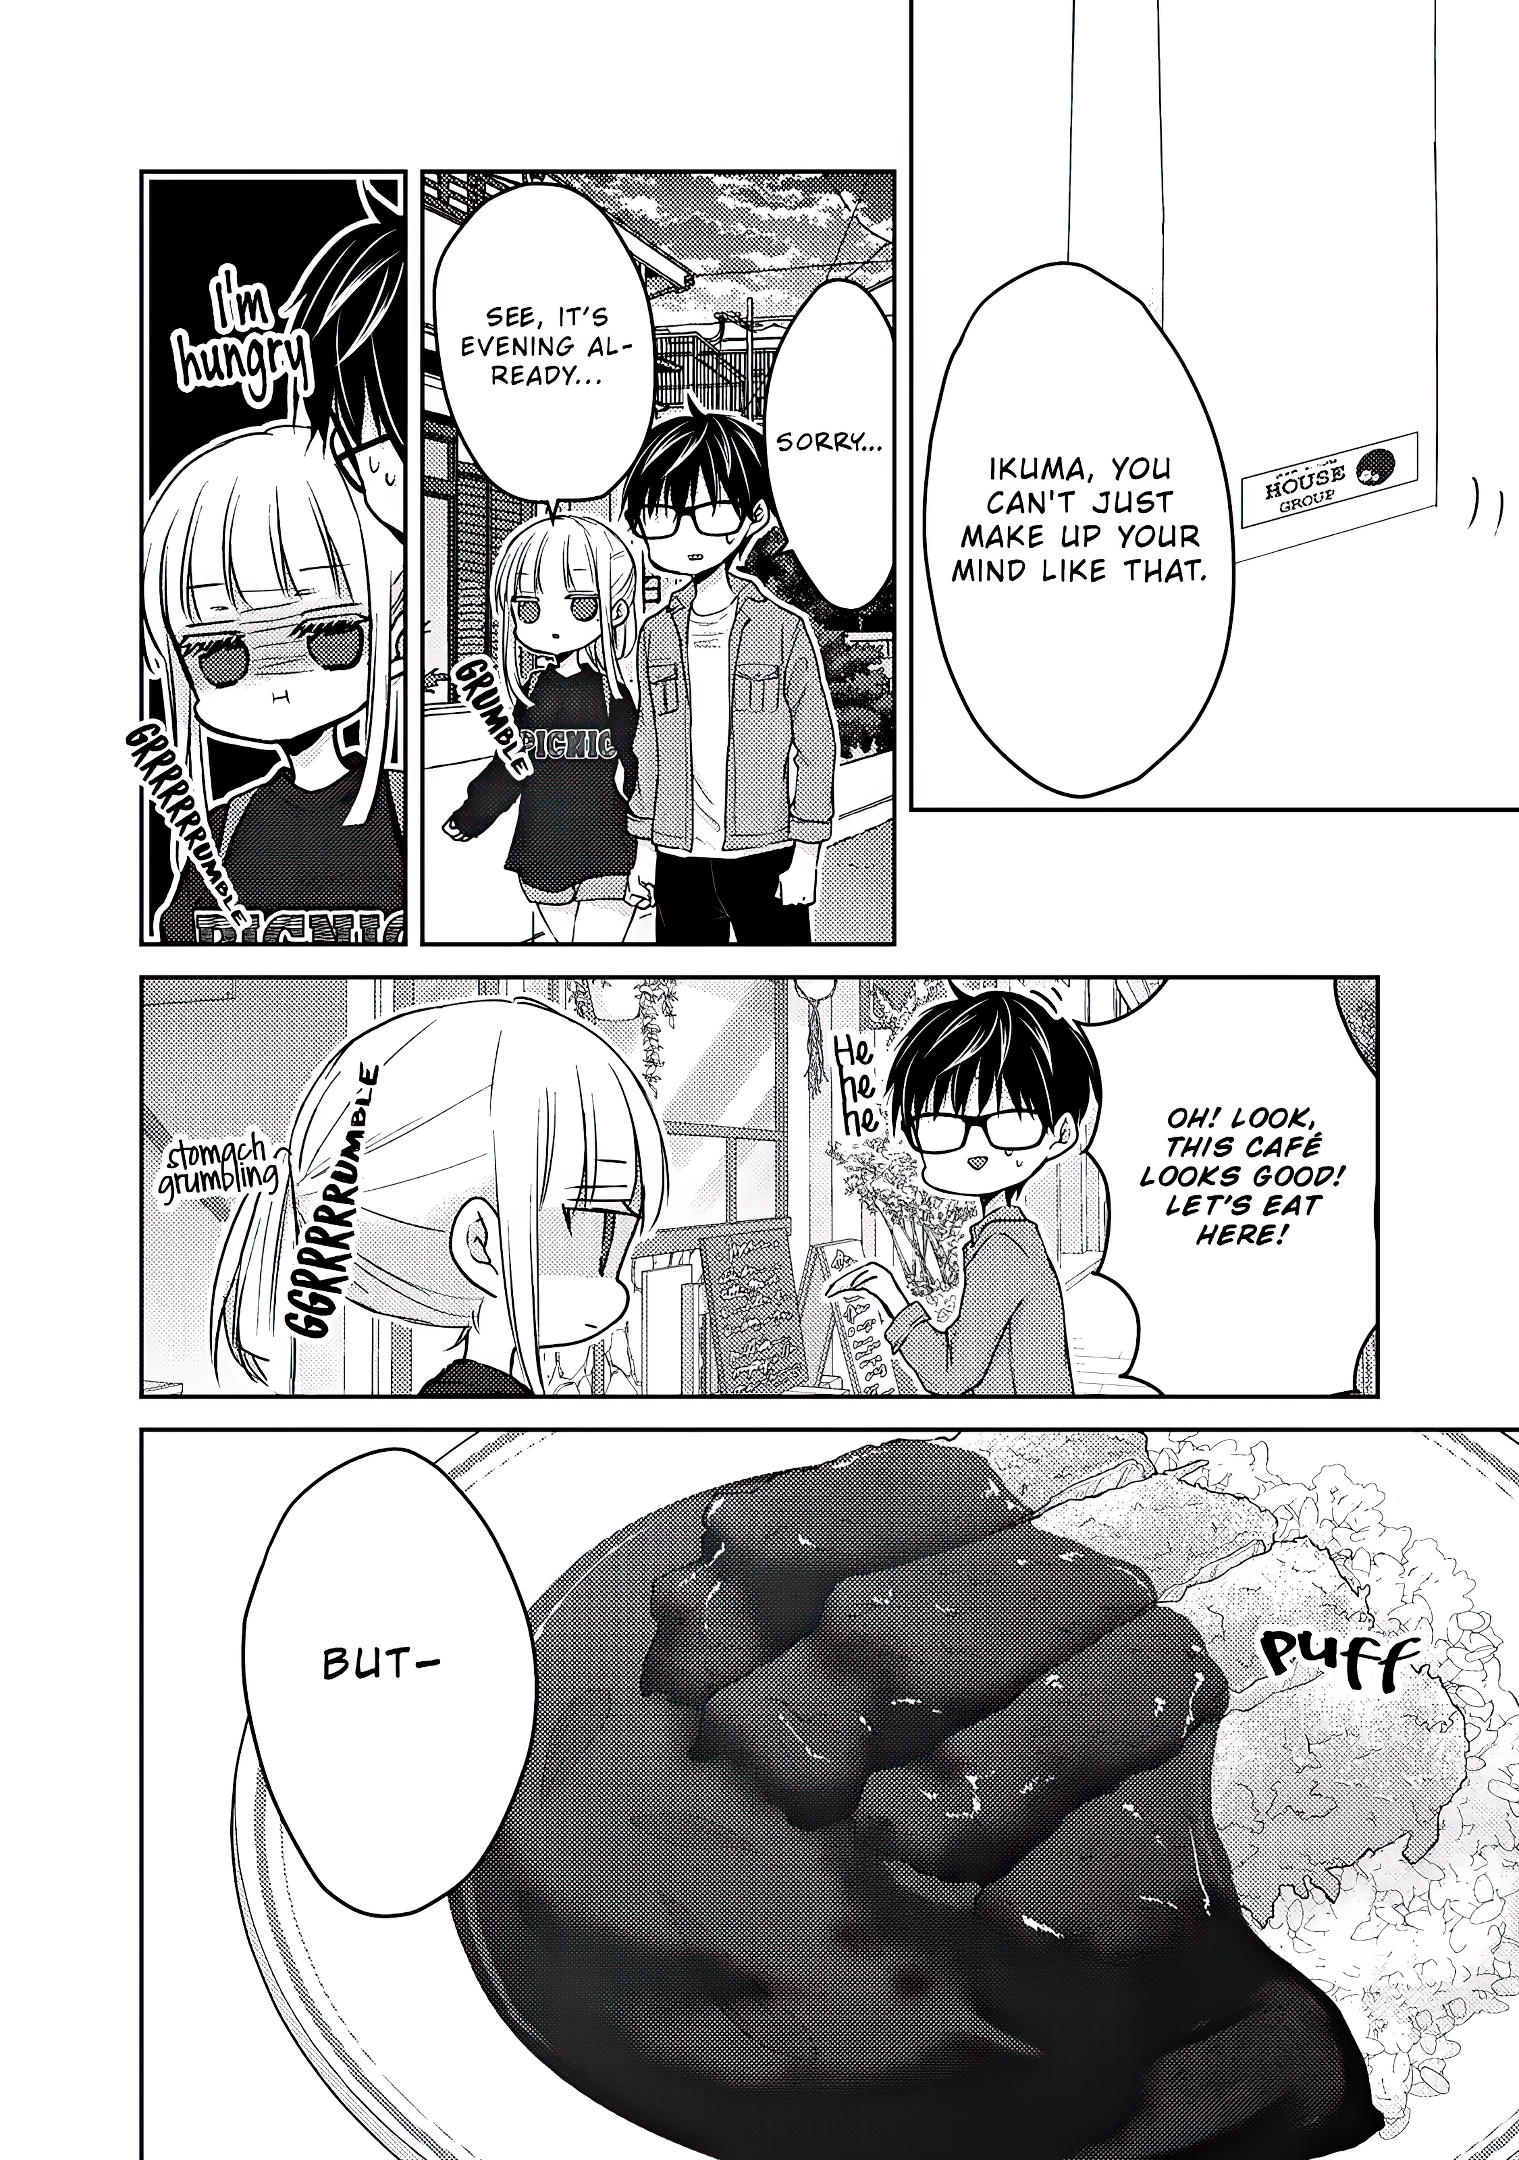 IKUMA, YOU
CAN'T JUST
MAKE UP YOUR
MIND LIKE THAT.
HOUSE
GROUP
SORRY...
SEE, IT'S
EVENING AL-
READY...
GRUMBLE
PICNIC
I'm
hungry
GRRRRRRRUMBLE
PICNIC
OH! LOOK,
THIS CAFÉ
LOOKS GOOD!
LET'S EAT
HERE!
He
he
he
GGRRRRRUMBLE
stomach
grumbling
puff
BUT-